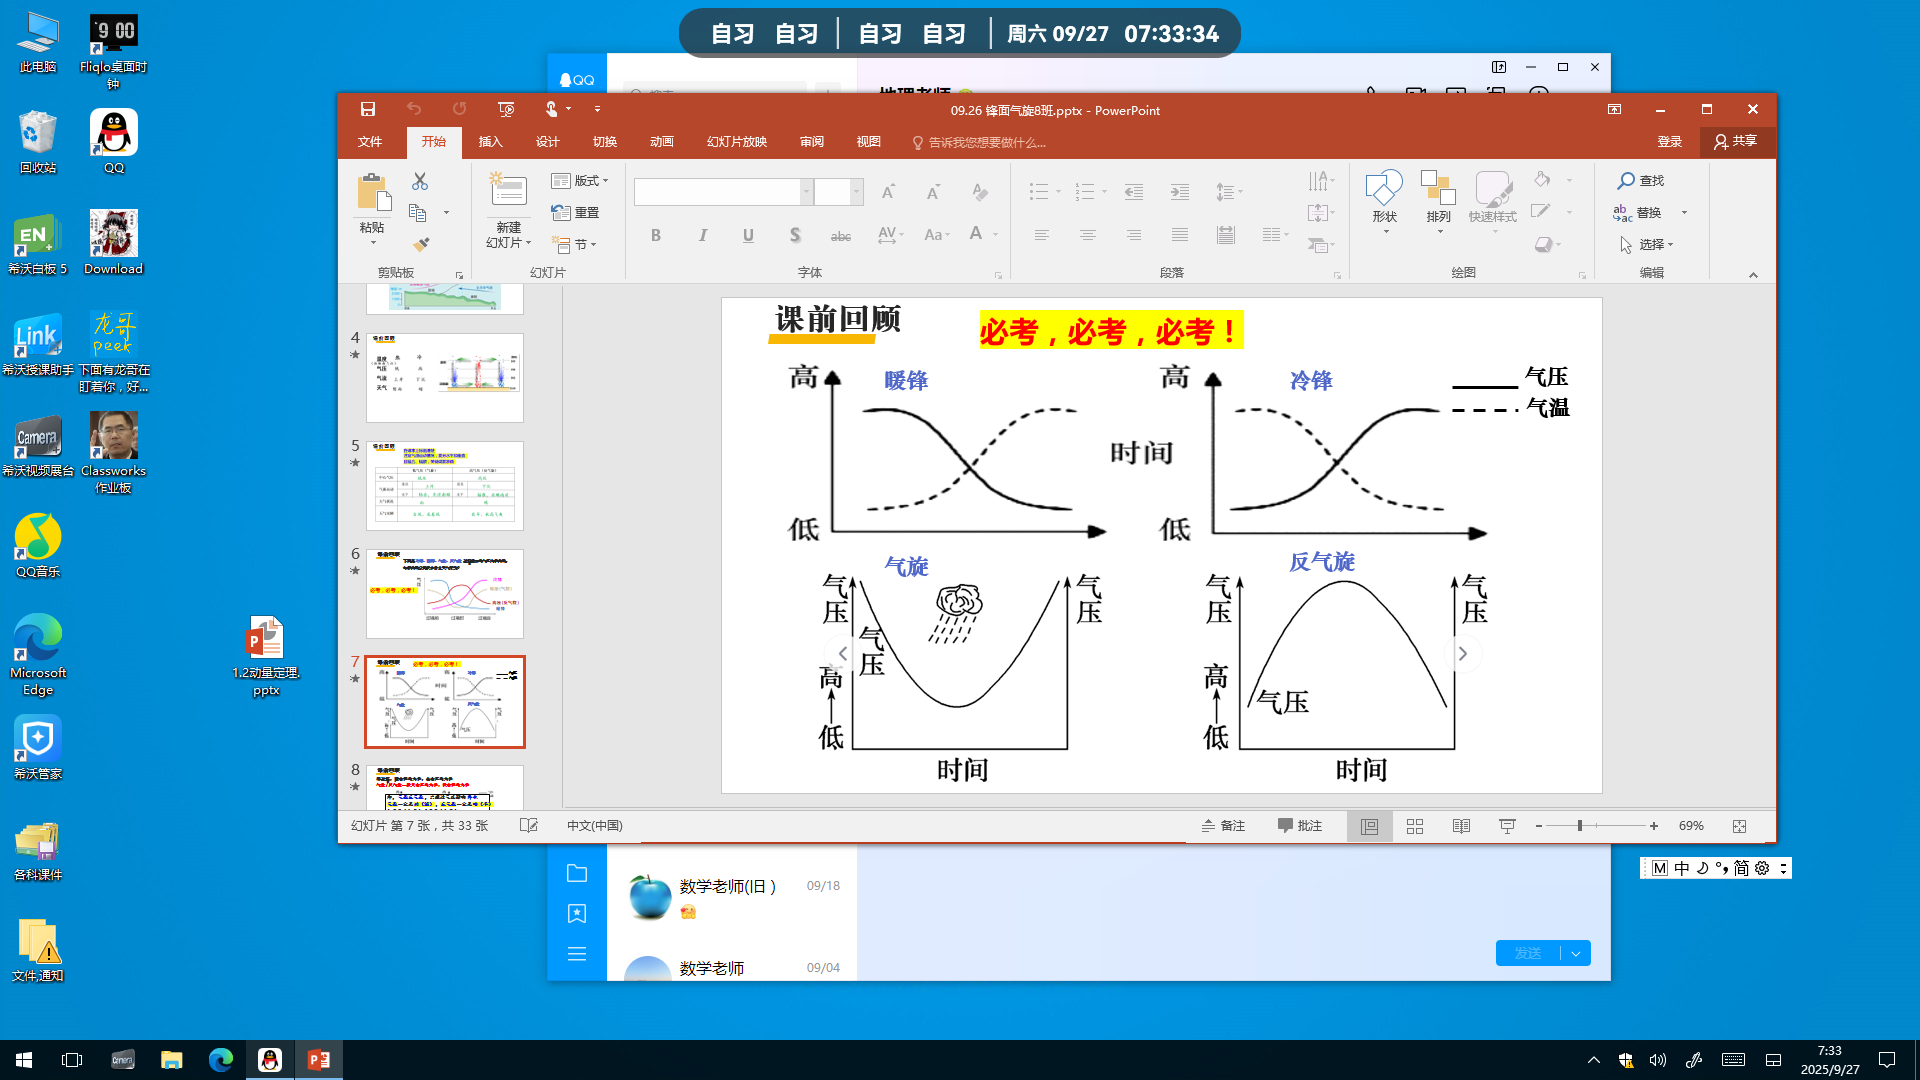 自习 自习 自习 自习 周六 09/27 07:33:34
此电脑
Fliqlo桌面时钟
回收站
QQ
希沃白板 5
Download
希沃授课助手
下面有龙哥在盯着你，好...
希沃视频展台
Classworks作业板
QQ音乐
Microsoft Edge
希沃管家
各科课件
文件,通知
1.2动量定理.pptx
QQ
09.26 锋面气旋8班.pptx - PowerPoint
文件 开始 插入 设计 切换 动画 幻灯片放映 审阅 视图 告诉我您想要做什么... 登录 共享
粘贴
新建幻灯片
版式
重置
节
形状
排列
快速样式
查找
替换
选择
剪贴板 幻灯片 字体 段落 绘图 编辑
4
5
6
7
8
课前回顾
必考，必考，必考！
高 暖锋
低
时间
高 冷锋
低
气压
气温
气旋
气压 气压
气压
高
低
时间
反气旋
气压 气压
高
低
气压
时间
幻灯片 第 7 张，共 33 张 中文(中国) 备注 批注 69%
数学老师(旧 ) 09/18
数学老师 09/04
发送
M 中 简
7:33
2025/9/27